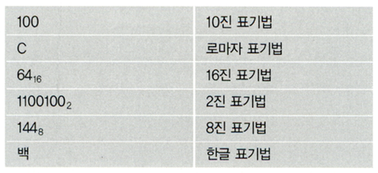 100 10진 표기법
C 로마자 표기법
64₁₆ 16진 표기법
1100100₂ 2진 표기법
144₈ 8진 표기법
백 한글 표기법